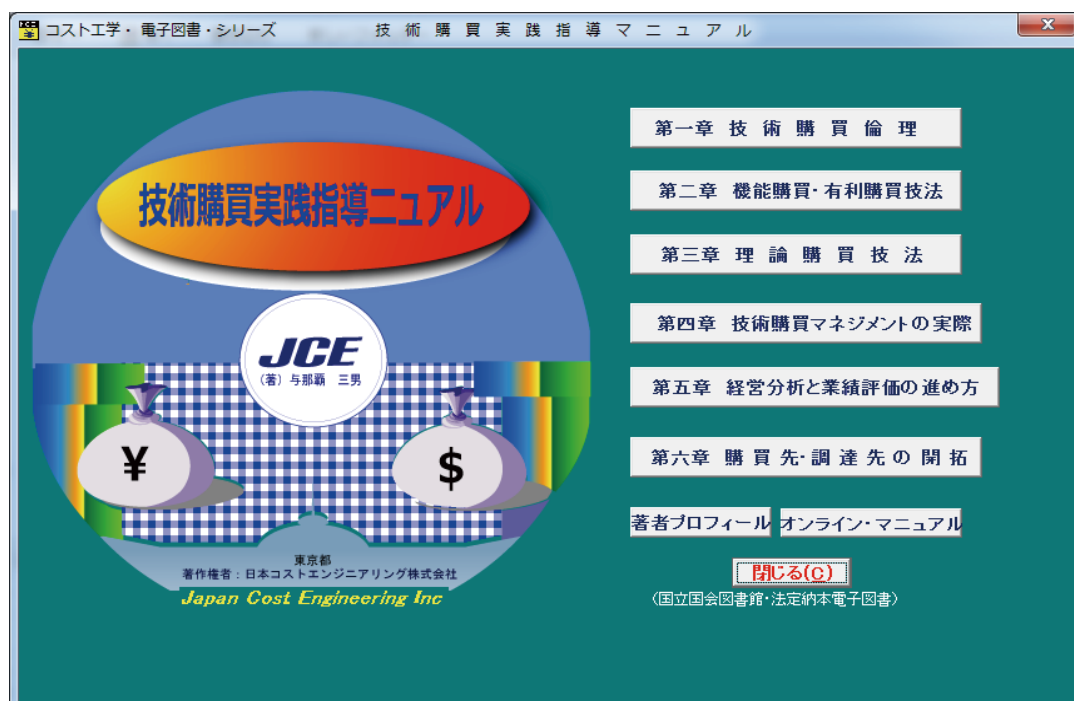 コスト工学・ 電子図書・シリーズ 技 術 購 買 実 践 指 導 マ ニ ュ ア ル
技術購買実践指導ニュアル
JCE
(著) 与那覇 三男
¥
$
東京都
著作権者：日本コストエンジニアリング株式会社
Japan Cost Engineering Inc
第一章 技 術 購 買 倫 理
第二章 機能購買・有利購買技法
第三章 理 論 購 買 技 法
第四章 技術購買マネジメントの実際
第五章 経営分析と業績評価の進め方
第六章 購 買 先・調 達 先 の 開 拓
著者プロフィール オンライン・マニュアル
閉じる(C)
（国立国会図書館・法定納本電子図書）